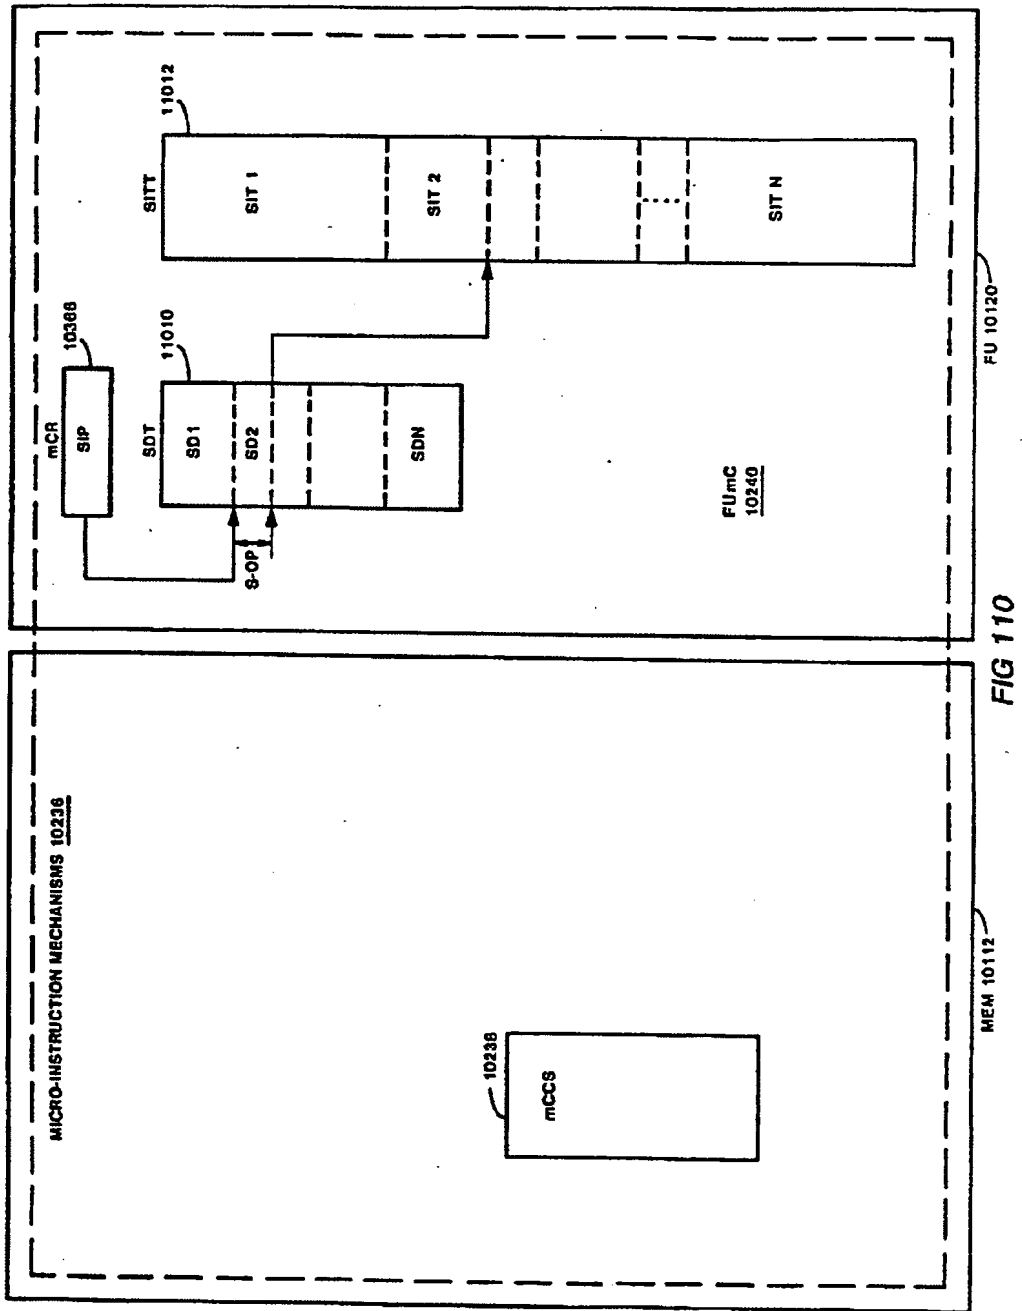 MICRO-INSTRUCTION MECHANISMS 10236
10238
mCCS
MEM 10112
mCR
10366
SIP
SDT
11010
SD1
SD2
SDN
S-OP
SITT
11012
SIT 1
SIT 2
SIT N
FUmC
10240
FU 10120
FIG 110